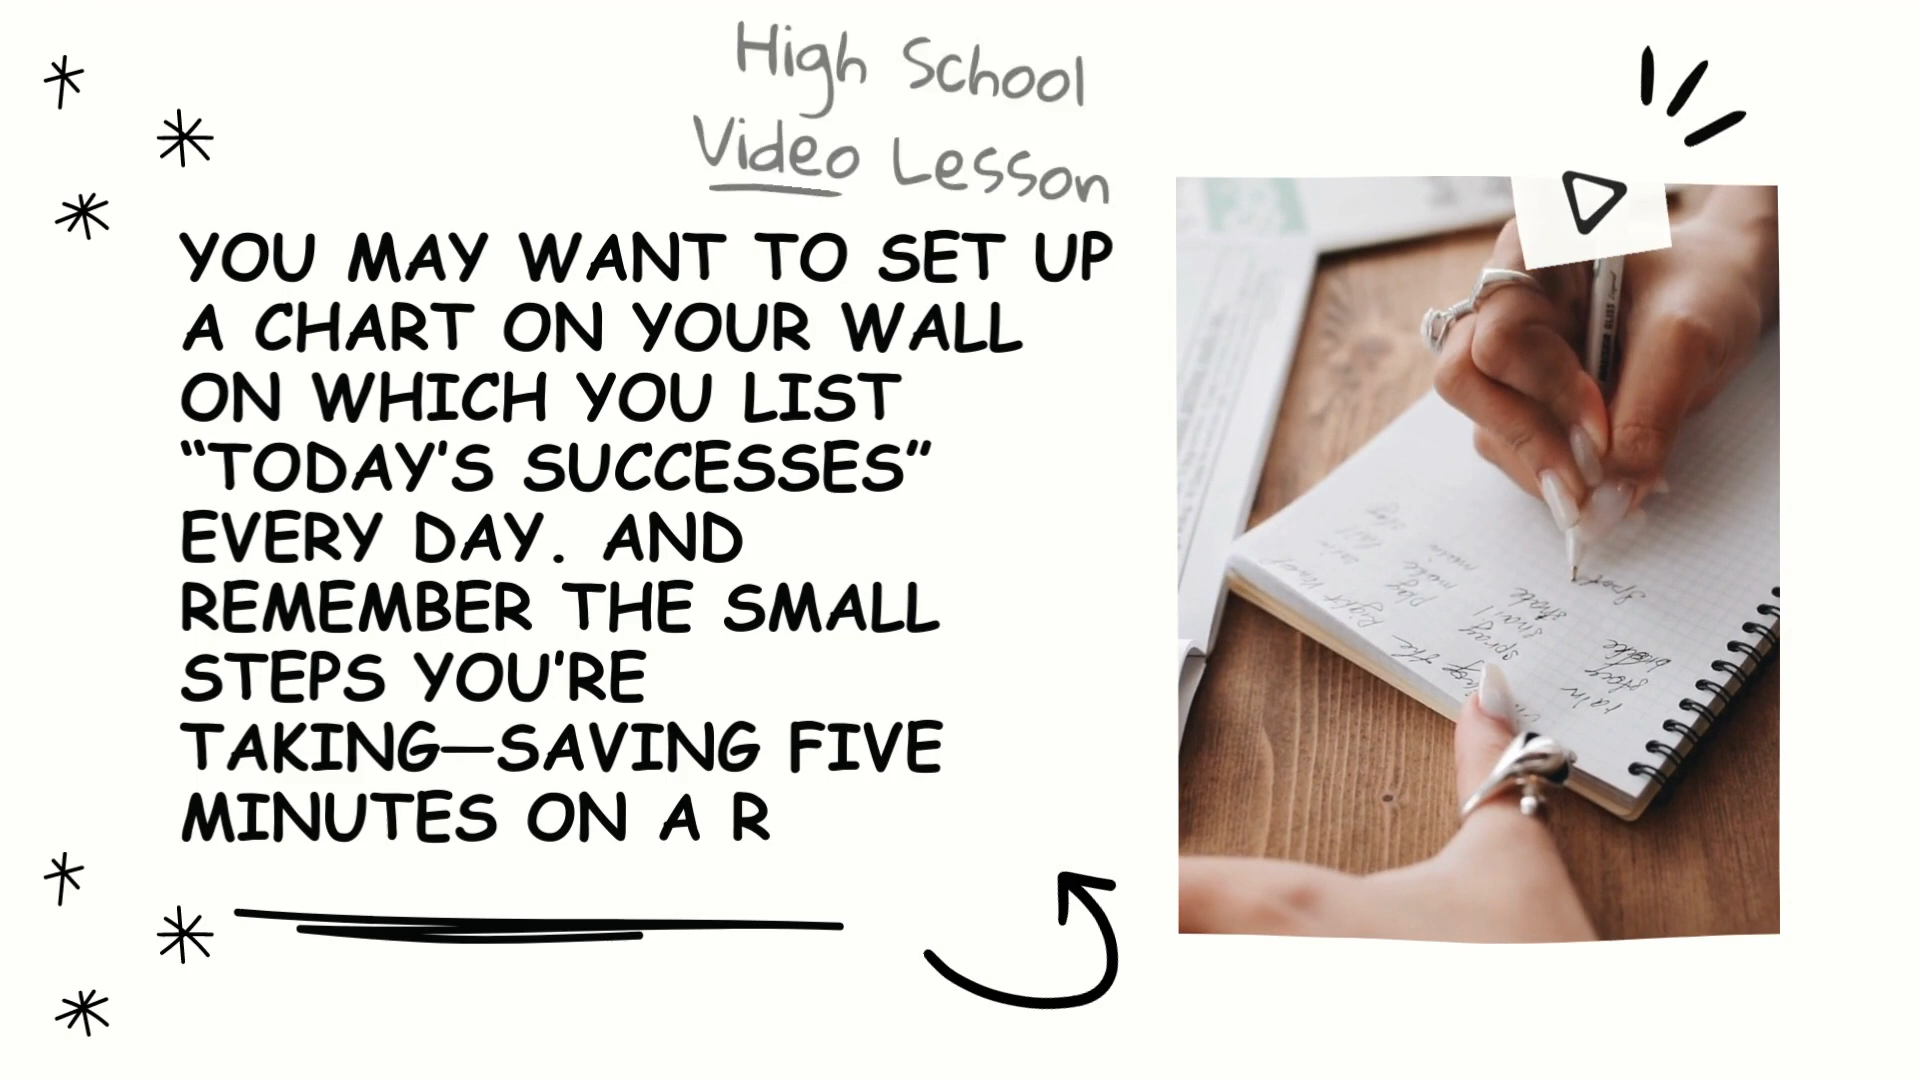 High School
Video Lesson
YOU MAY WANT TO SET UP
A CHART ON YOUR WALL
ON WHICH YOU LIST
“TODAY’S SUCCESSES”
EVERY DAY. AND
REMEMBER THE SMALL
STEPS YOU’RE
TAKING—SAVING FIVE
MINUTES ON A R